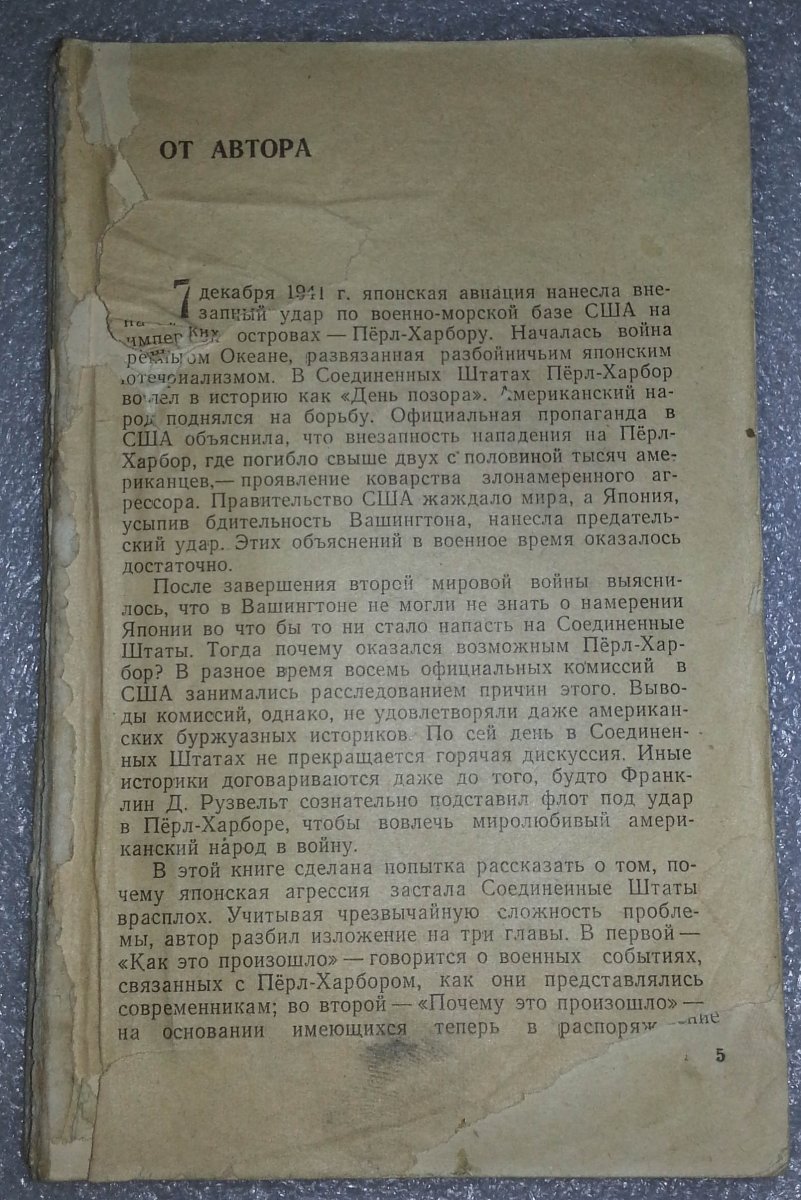 ОТ АВТОРА
7 декабря 1941 г. японская авиация нанесла вне-
запный удар по военно-морской базе США на
ких островах — Пёрл-Харбору. Началась война
ом Океане, развязанная разбойничьим японским
империализмом. В Соединенных Штатах Пёрл-Харбор
вошел в историю как «День позора». Американский на-
род поднялся на борьбу. Официальная пропаганда в
США объяснила, что внезапность нападения на Пёрл-
Харбор, где погибло свыше двух с половиной тысяч аме-
риканцев,— проявление коварства злонамеренного аг-
рессора. Правительство США жаждало мира, а Япония,
усыпив бдительность Вашингтона, нанесла предатель-
ский удар. Этих объяснений в военное время оказалось
достаточно.
После завершения второй мировой войны выясни-
лось, что в Вашингтоне не могли не знать о намерении
Японии во что бы то ни стало напасть на Соединенные
Штаты. Тогда почему оказался возможным Пёрл-Хар-
бор? В разное время восемь официальных комиссий в
США занимались расследованием причин этого. Выво-
ды комиссий, однако, не удовлетворяли даже американ-
ских буржуазных историков. По сей день в Соединен-
ных Штатах не прекращается горячая дискуссия. Иные
историки договариваются даже до того, будто Франк-
лин Д. Рузвельт сознательно подставил флот под удар
в Пёрл-Харборе, чтобы вовлечь миролюбивый амери-
канский народ в войну.
В этой книге сделана попытка рассказать о том, по-
чему японская агрессия застала Соединенные Штаты
врасплох. Учитывая чрезвычайную сложность пробле-
мы, автор разбил изложение на три главы. В первой —
«Как это произошло» — говорится о военных событиях,
связанных с Пёрл-Харбором, как они представлялись
современникам; во второй — «Почему это произошло» —
на основании имеющихся теперь в распоряжение
5